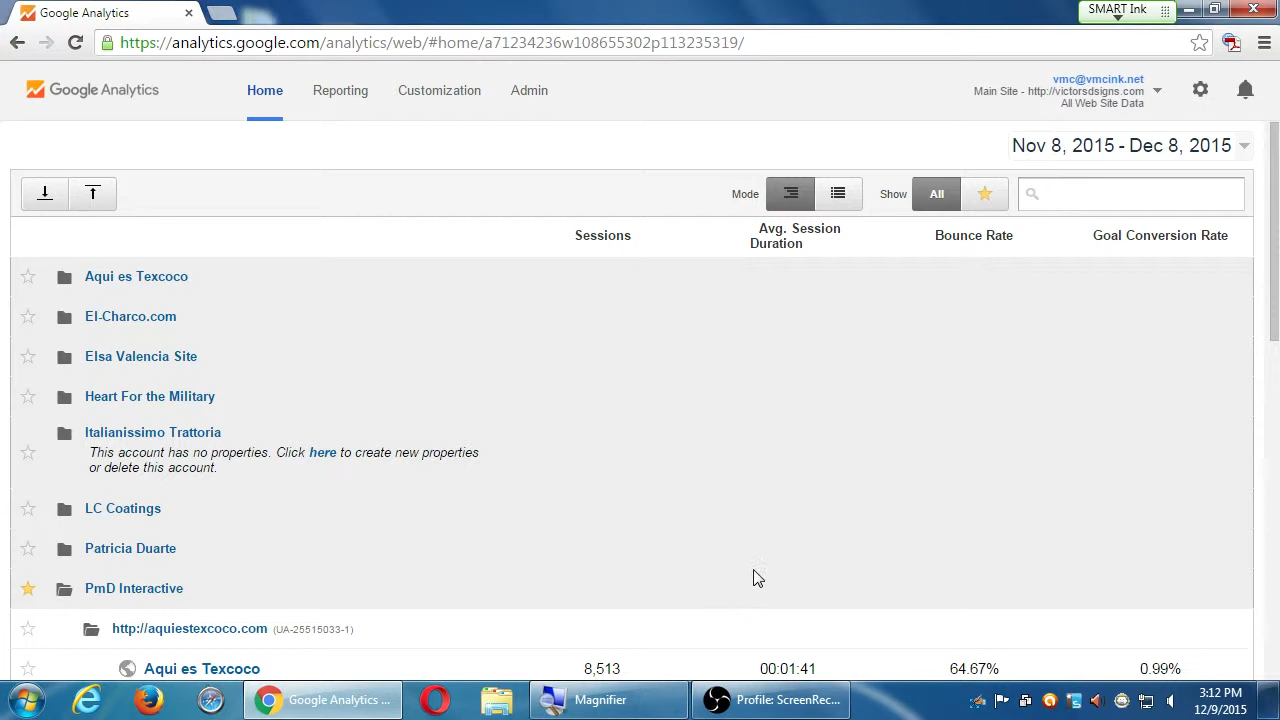 Google Analytics
SMART Ink
https://analytics.google.com/analytics/web/#home/a71234236w108655302p113235319/
Google Analytics
Home
Reporting
Customization
Admin
vmc@vmcink.net
Main Site - http://victorsdsigns.com
All Web Site Data
Nov 8, 2015 - Dec 8, 2015
Mode
Show
All
Sessions
Avg. Session
Duration
Bounce Rate
Goal Conversion Rate
Aqui es Texcoco
El-Charco.com
Elsa Valencia Site
Heart For the Military
Italianissimo Trattoria
This account has no properties. Click here to create new properties
or delete this account.
LC Coatings
Patricia Duarte
PmD Interactive
http://aquiestexcoco.com (UA-25515033-1)
Aqui es Texcoco 8,513 00:01:41 64.67% 0.99%
Google Analytics ...
Magnifier
Profile: ScreenRec...
3:12 PM
12/9/2015